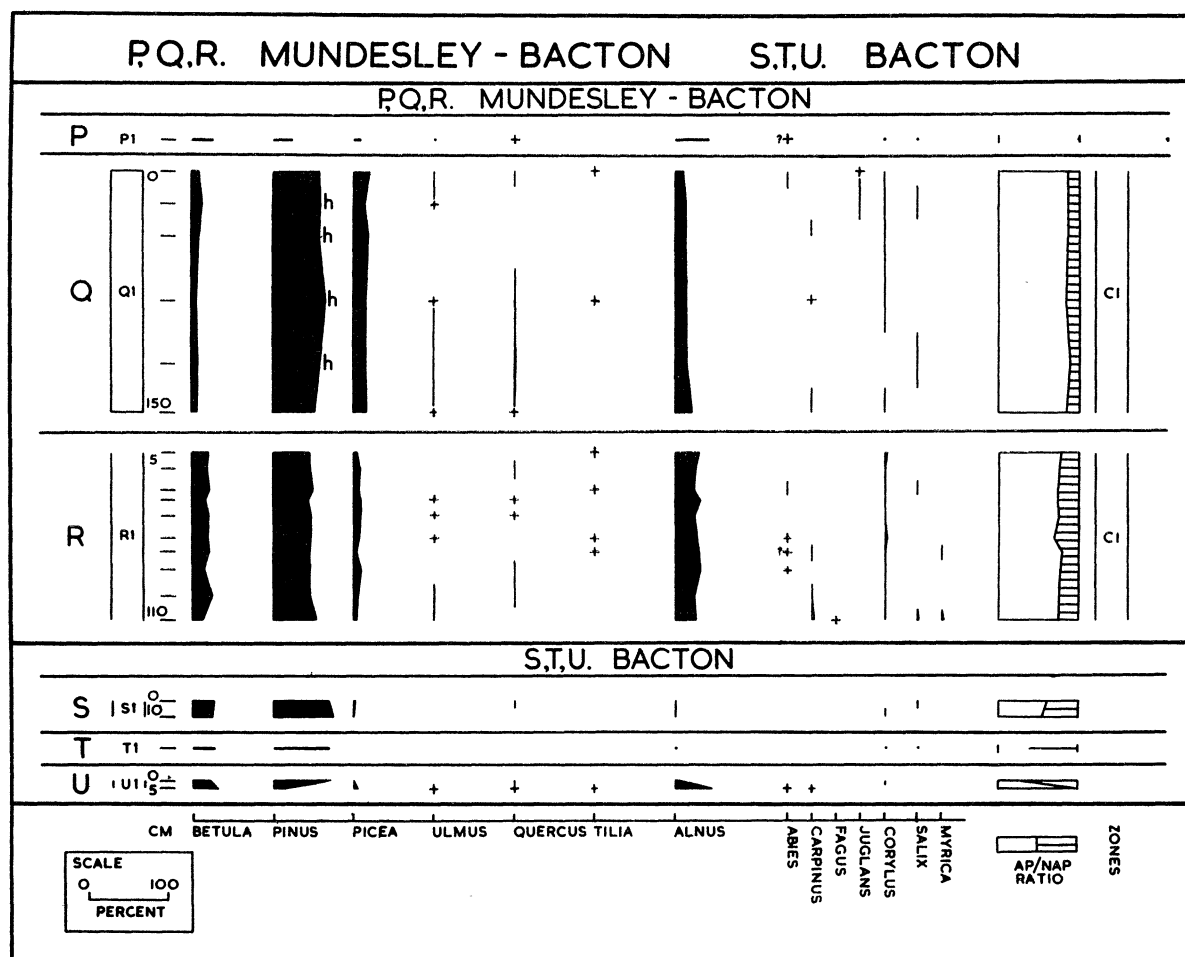 P,Q,R. MUNDESLEY - BACTON S,T,U. BACTON
P,Q,R. MUNDESLEY - BACTON
P P1 + ?+
0 +
h +
h
Q Q1 + h + + C1
h
150 + +
5 +
+
+ +
+ +
R R1 + + + C1
+ ?+
+
110 +
S,T,U. BACTON
S S1 0
10
T T1
U U1 0
5 + + + + +
CM BETULA PINUS PICEA ULMUS QUERCUS TILIA ALNUS ABIES CARPINUS FAGUS JUGLANS CORYLUS SALIX MYRICA AP/NAP RATIO ZONES
SCALE
0 100
PERCENT